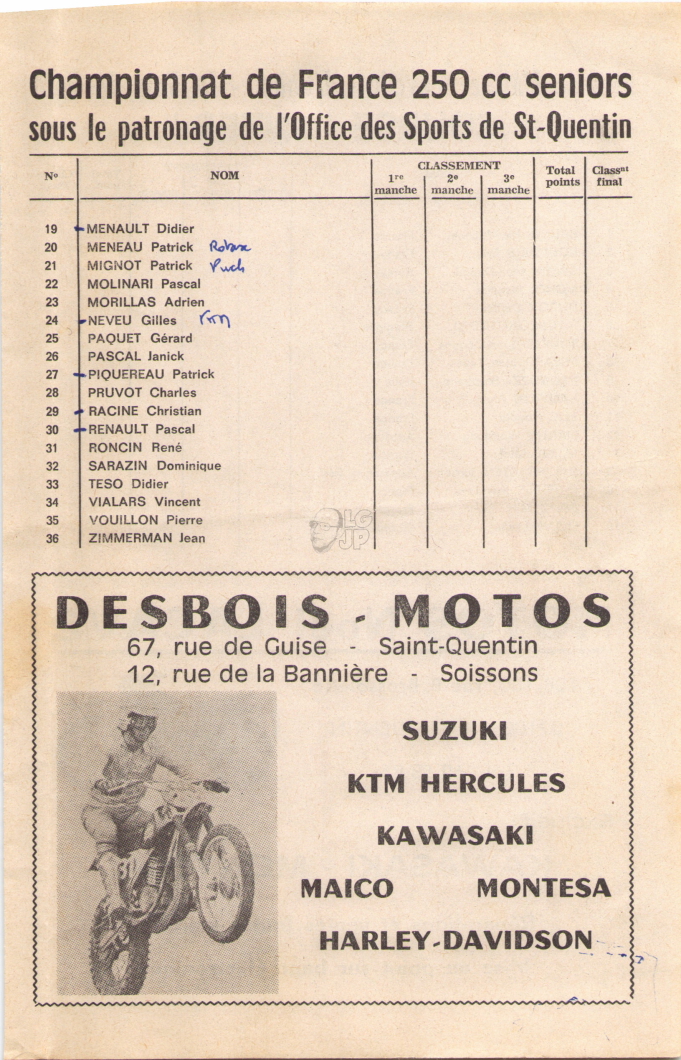 Championnat de France 250 cc seniors
sous le patronage de l'Office des Sports de St-Quentin
No NOM CLASSEMENT Total points Classnt final
1re manche 2e manche 3e manche
19 MENAULT Didier
20 MENEAU Patrick Rotax
21 MIGNOT Patrick Puch
22 MOLINARI Pascal
23 MORILLAS Adrien
24 NEVEU Gilles KTM
25 PAQUET Gérard
26 PASCAL Janick
27 PIQUEREAU Patrick
28 PRUVOT Charles
29 RACINE Christian
30 RENAULT Pascal
31 RONCIN René
32 SARAZIN Dominique
33 TESO Didier
34 VIALARS Vincent
35 VOUILLON Pierre
36 ZIMMERMAN Jean
LG
JP
DESBOIS - MOTOS
67, rue de Guise - Saint-Quentin
12, rue de la Bannière - Soissons
SUZUKI
KTM HERCULES
KAWASAKI
MAICO MONTESA
HARLEY-DAVIDSON
31